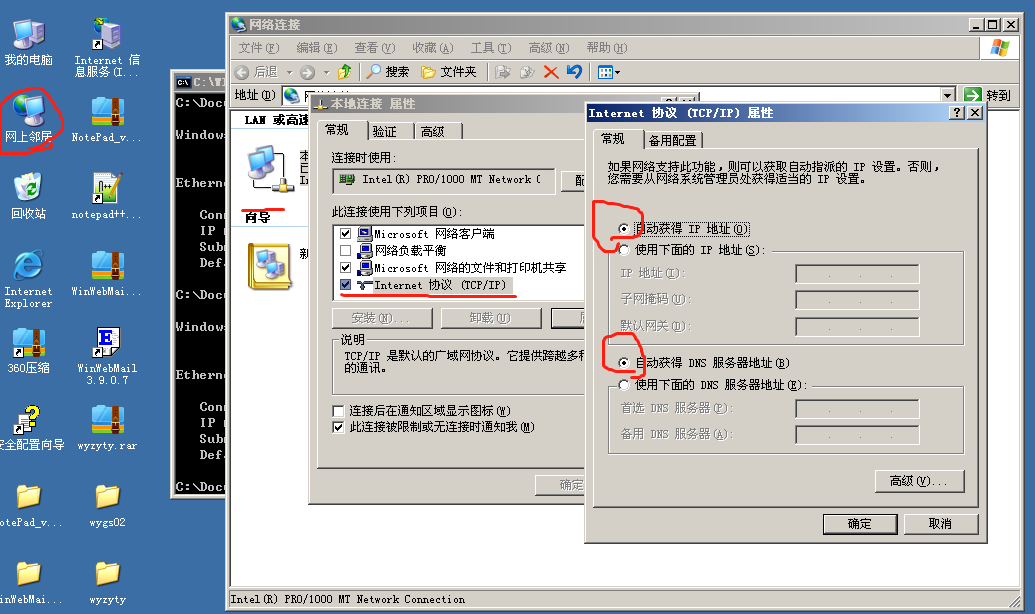 我的电脑
Internet 信
息服务(I...
网上邻居
NotePad_v...
回收站
notepad++...
Internet
Explorer
WinWebMai...
360压缩
WinWebMail
3.9.0.7
安全配置向导
wyzyty.rar
otePad_v...
wygs02
inWebMai...
wyzyty
C:\WI
C:\Docu
Windows
Etherne
Conn
IP
Subn
Def.
C:\Docu
Windows
Etherne
Conn
IP
Subn
Def.
C:\Docu
网络连接
文件(F) 编辑(E) 查看(V) 收藏(A) 工具(T) 高级(N) 帮助(H)
后退 搜索 文件夹
地址(D) 转到
LAN 或高速
向导
本地连接 属性
常规 验证 高级
连接时使用:
Intel(R) PRO/1000 MT Network C
配
此连接使用下列项目(O):
Microsoft 网络客户端
网络负载平衡
Microsoft 网络的文件和打印机共享
Internet 协议 (TCP/IP)
安装(N)... 卸载(U)
说明
TCP/IP 是默认的广域网协议。它提供跨越多种
的通讯。
连接后在通知区域显示图标(W)
此连接被限制或无连接时通知我(M)
确定
Internet 协议 (TCP/IP) 属性
常规 备用配置
如果网络支持此功能，则可以获取自动指派的 IP 设置。否则，
您需要从网络系统管理员处获得适当的 IP 设置。
自动获得 IP 地址(O)
使用下面的 IP 地址(S):
IP 地址(I):
子网掩码(U):
默认网关(D):
自动获得 DNS 服务器地址(B)
使用下面的 DNS 服务器地址(E):
首选 DNS 服务器(P):
备用 DNS 服务器(A):
高级(V)...
确定 取消
Intel(R) PRO/1000 MT Network Connection